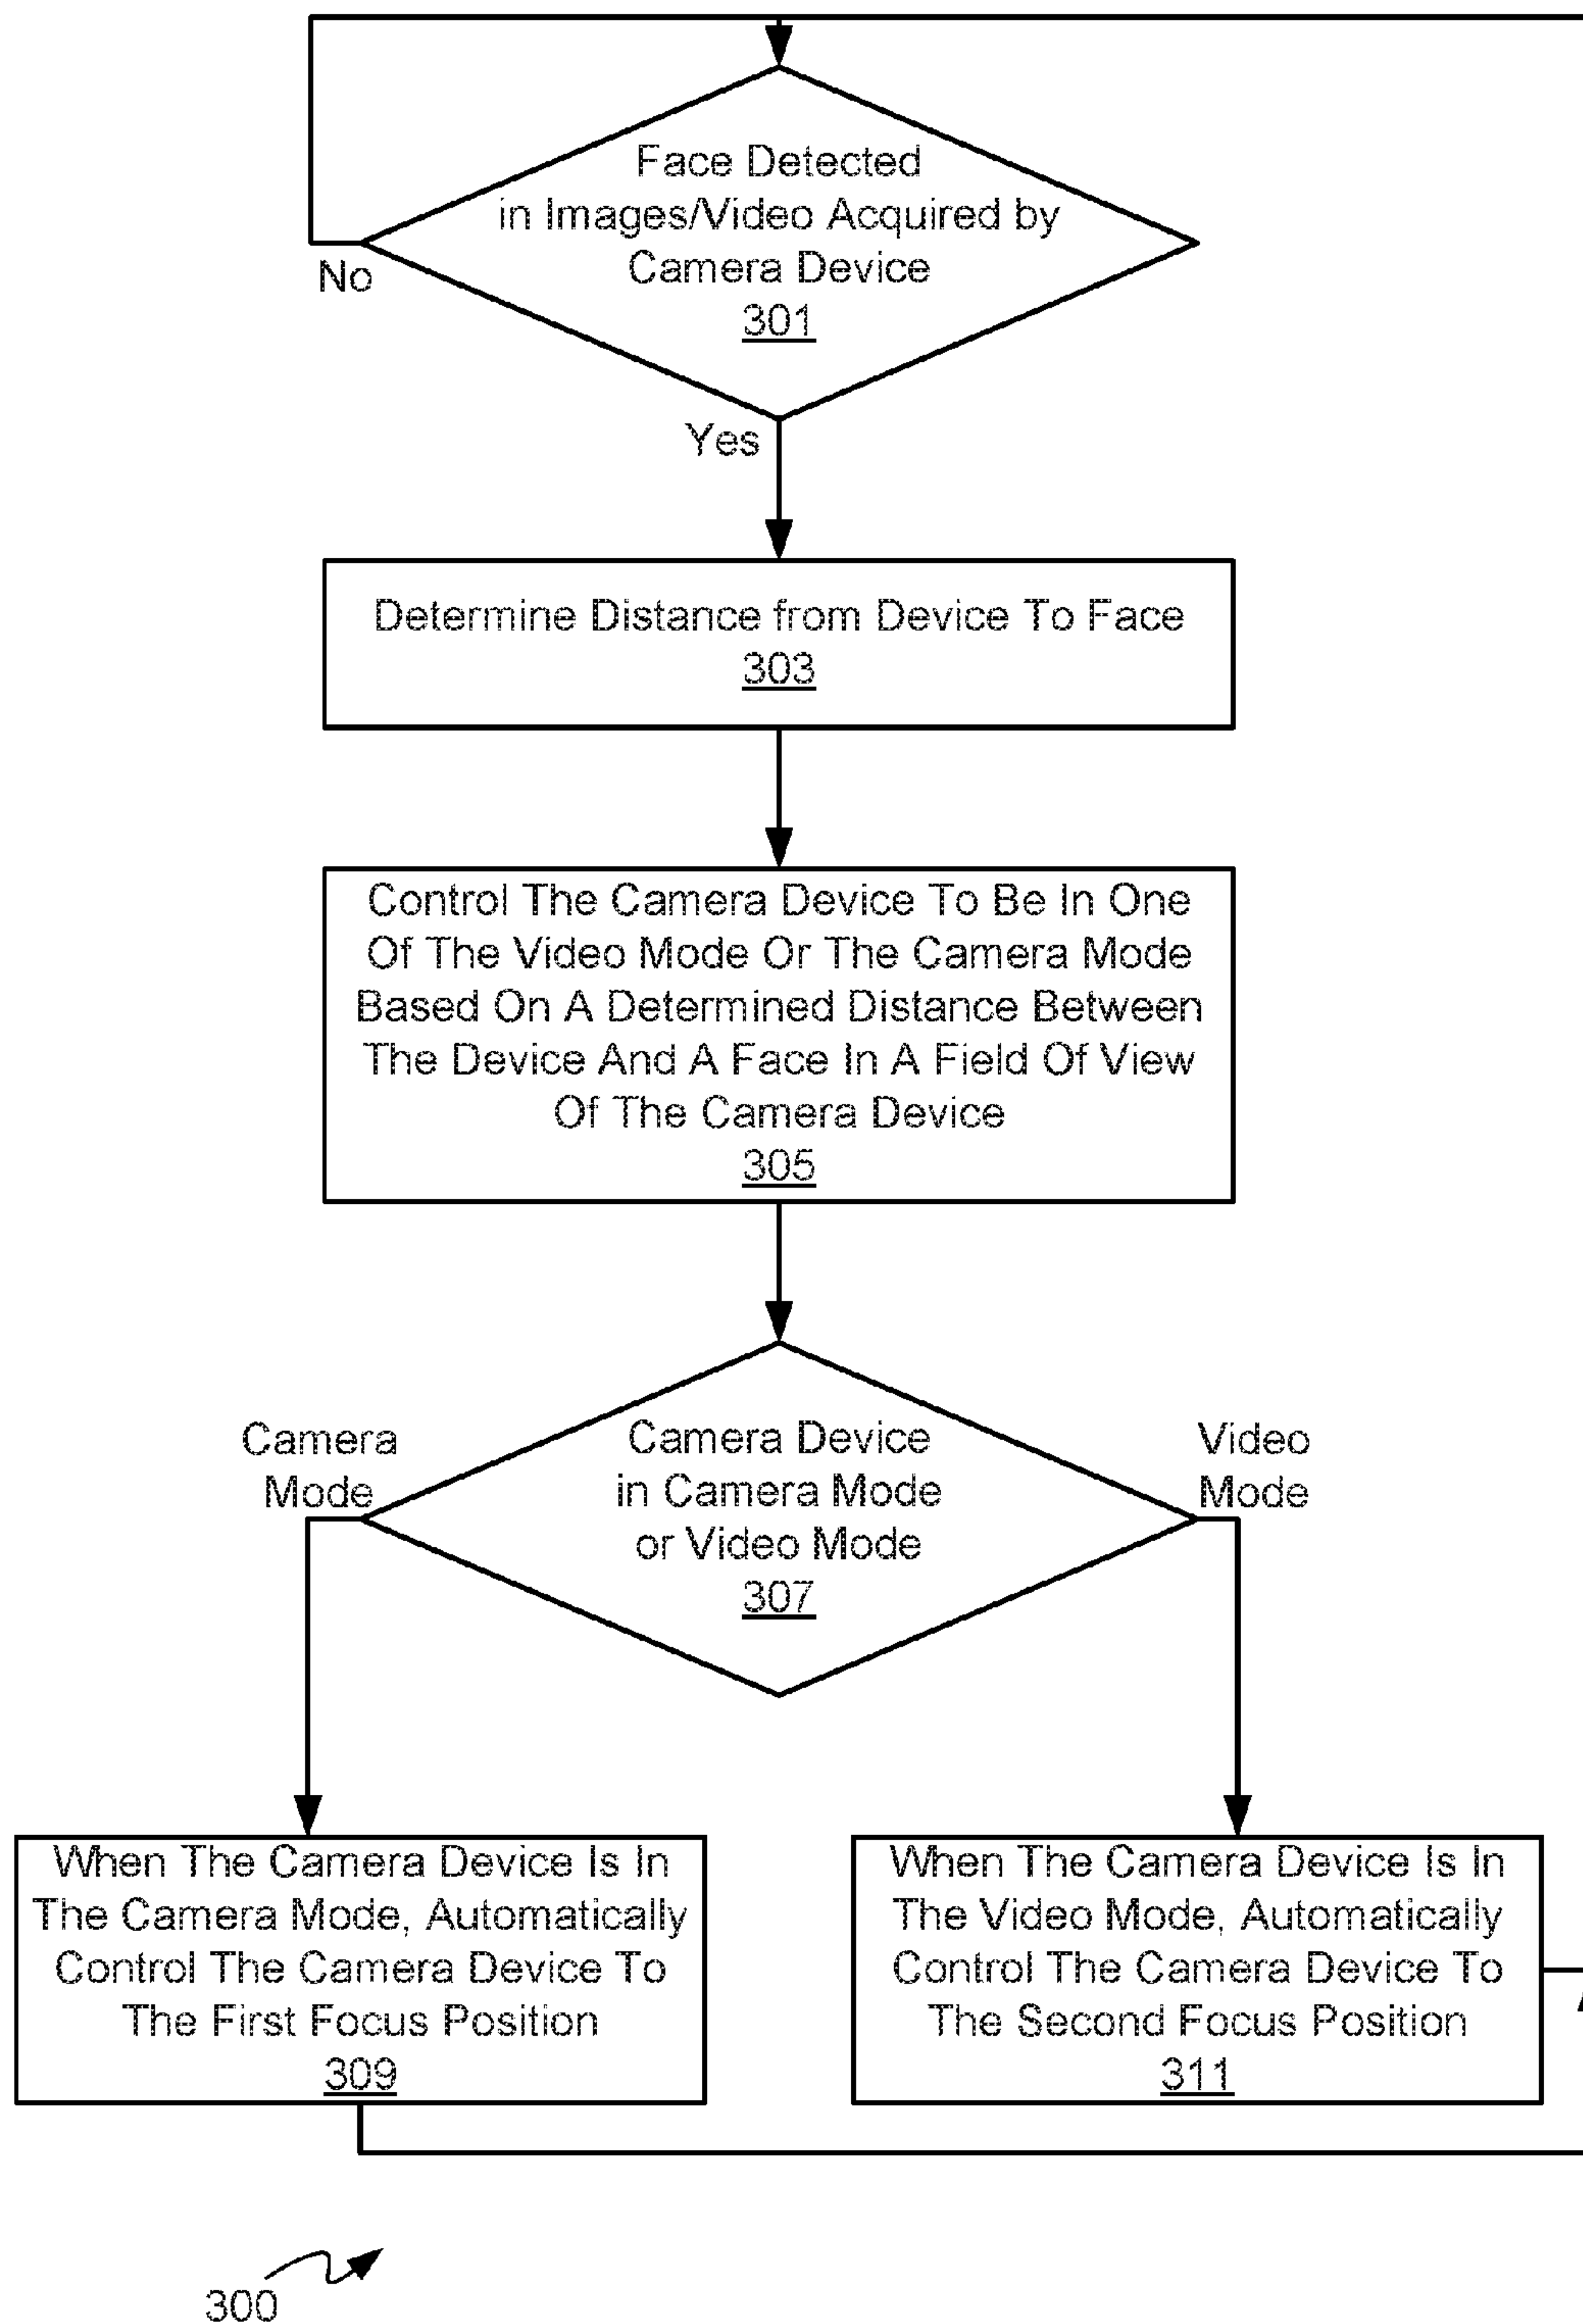 Face Detected
in Images/Video Acquired by
Camera Device
301
No
Yes
Determine Distance from Device To Face
303
Control The Camera Device To Be In One
Of The Video Mode Or The Camera Mode
Based On A Determined Distance Between
The Device And A Face In A Field Of View
Of The Camera Device
305
Camera
Mode
Camera Device
in Camera Mode
or Video Mode
307
Video
Mode
When The Camera Device Is In
The Camera Mode, Automatically
Control The Camera Device To
The First Focus Position
309
When The Camera Device Is In
The Video Mode, Automatically
Control The Camera Device To
The Second Focus Position
311
300